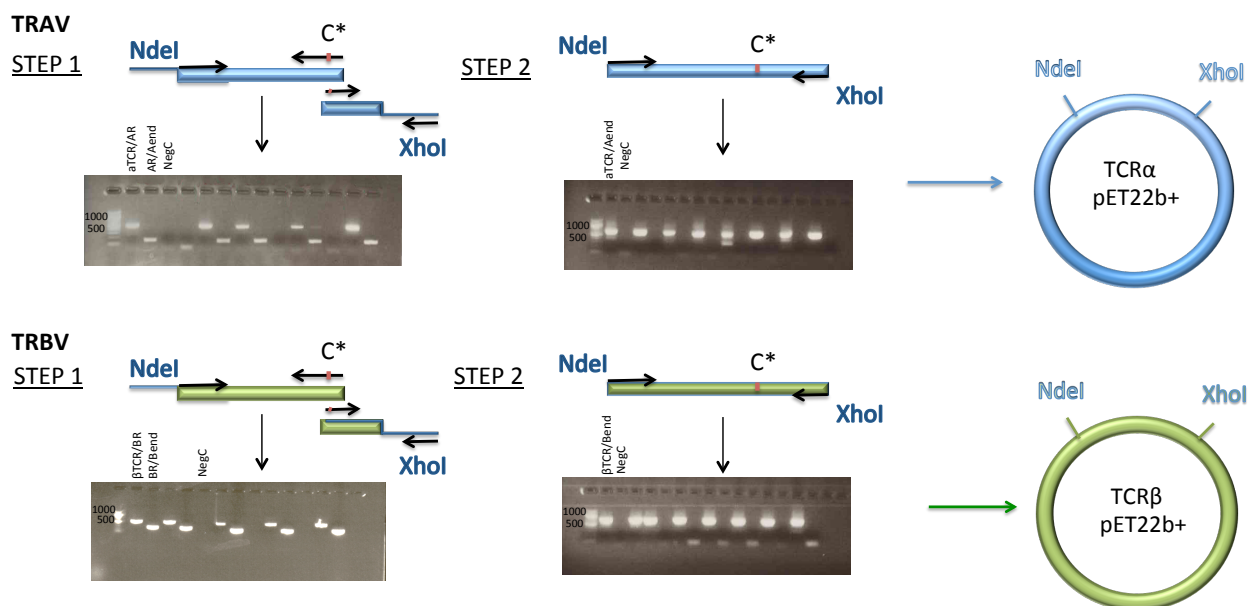 TRAV
STEP 1
NdeI
C*
XhoI
aTCR/AR
AR/Aend
NegC
1000
500
STEP 2
NdeI
C*
XhoI
aTCR/Aend
NegC
1000
500
NdeI
XhoI
TCRα
pET22b+
TRBV
STEP 1
NdeI
C*
XhoI
βTCR/BR
BR/Bend
NegC
1000
500
STEP 2
NdeI
C*
XhoI
βTCR/Bend
NegC
1000
500
NdeI
XhoI
TCRβ
pET22b+